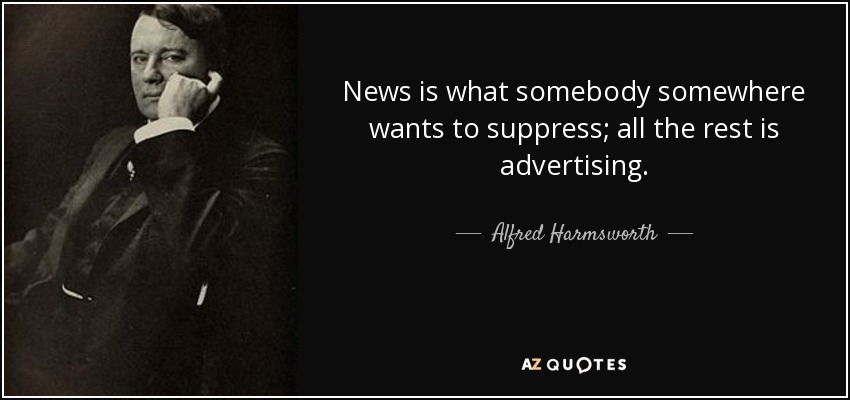 News is what somebody somewhere
wants to suppress; all the rest is
advertising.
Alfred Harmsworth
AZ QUOTES